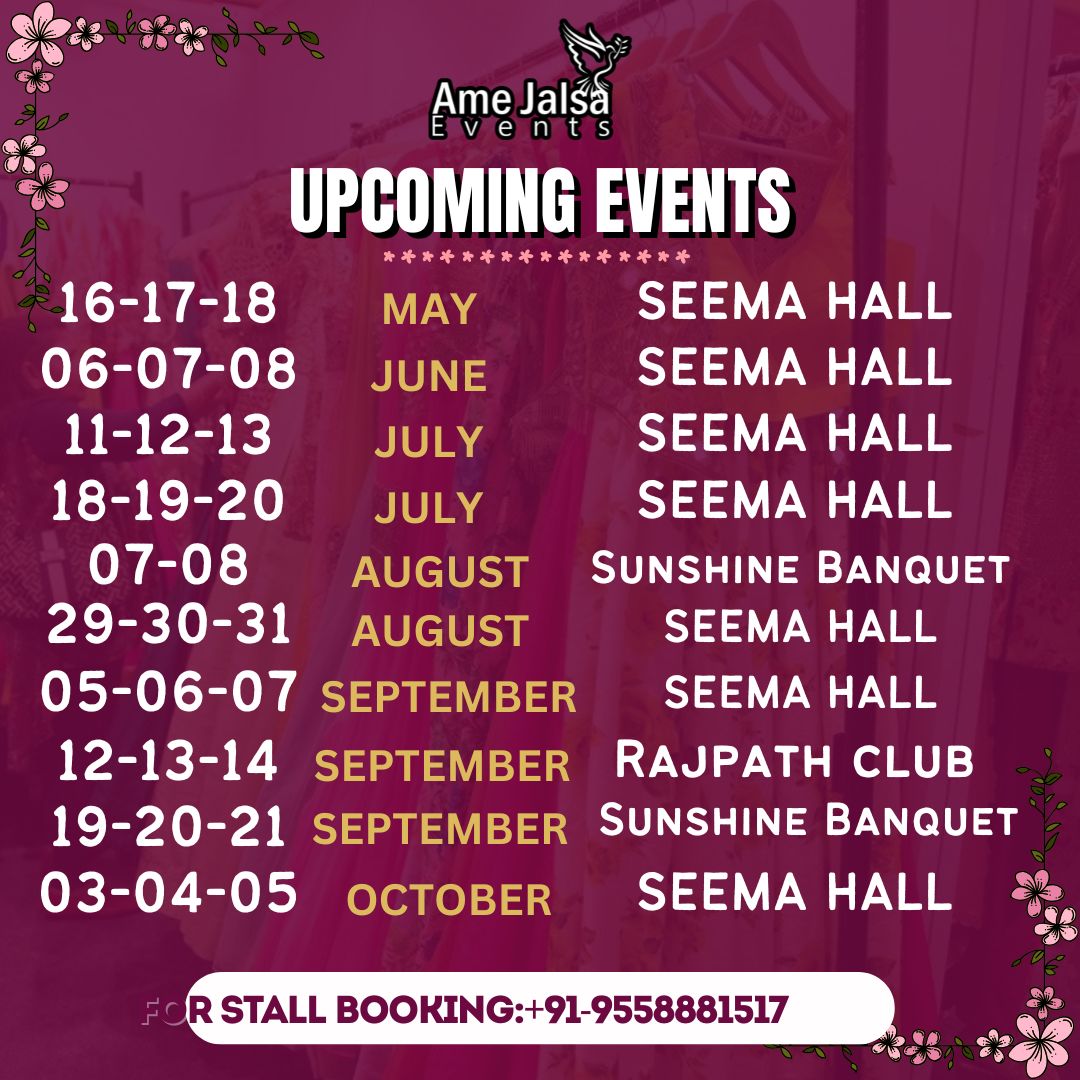 Ame Jalsa
Events
UPCOMING EVENTS
16-17-18 MAY SEEMA HALL
06-07-08 JUNE SEEMA HALL
11-12-13 JULY SEEMA HALL
18-19-20 JULY SEEMA HALL
07-08 AUGUST SUNSHINE BANQUET
29-30-31 AUGUST SEEMA HALL
05-06-07 SEPTEMBER SEEMA HALL
12-13-14 SEPTEMBER RAJPATH CLUB
19-20-21 SEPTEMBER SUNSHINE BANQUET
03-04-05 OCTOBER SEEMA HALL
FOR STALL BOOKING:+91-9558881517